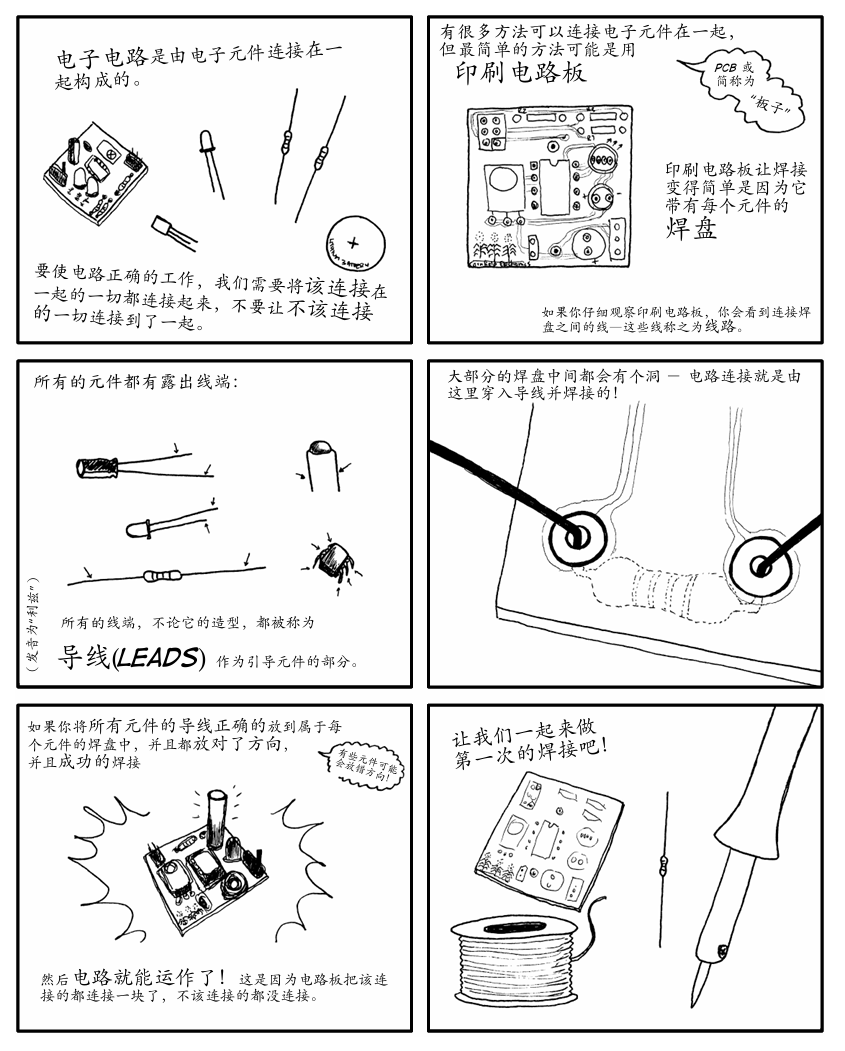 电子电路是由电子元件连接在一
起构成的。
要使电路正确的工作，我们需要将该连接在
一起的一切都连接起来，不要让不该连接
的一切连接到了一起。
有很多方法可以连接电子元件在一起，
但最简单的方法可能是用
印刷电路板
PCB 或
简称为
“板子”
印刷电路板让焊接
变得简单是因为它
带有每个元件的
焊盘
如果你仔细观察印刷电路板，你会看到连接焊
盘之间的线—这些线称之为线路。
所有的元件都有露出线端：
所有的线端，不论它的造型，都被称为
导线(LEADS) 作为引导元件的部分。
（发音为“利兹”）
大部分的焊盘中间都会有个洞 － 电路连接就是由
这里穿入导线并焊接的！
如果你将所有元件的导线正确的放到属于每
个元件的焊盘中，并且都放对了方向，
并且成功的焊接
有些元件可能
会放错方向！
然后电路就能运作了！这是因为电路板把该连
接的都连接一块了，不该连接的都没连接。
让我们一起来做
第一次的焊接吧！